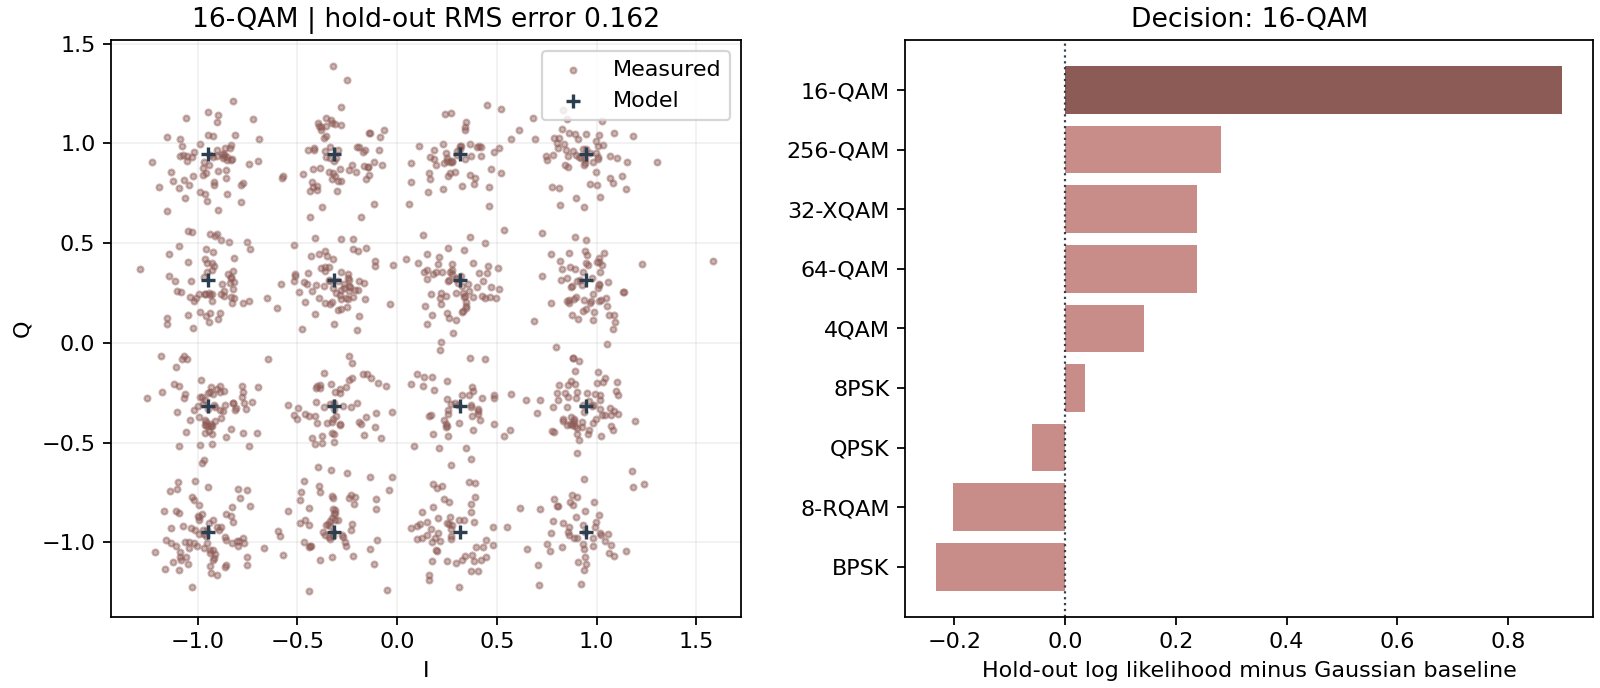 16-QAM | hold-out RMS error 0.162
Measured
Model
1.5
1.0
0.5
0.0
−0.5
−1.0
Q
−1.0
−0.5
0.0
0.5
1.0
1.5
I
Decision: 16-QAM
16-QAM
256-QAM
32-XQAM
64-QAM
4QAM
8PSK
QPSK
8-RQAM
BPSK
−0.2
0.0
0.2
0.4
0.6
0.8
Hold-out log likelihood minus Gaussian baseline